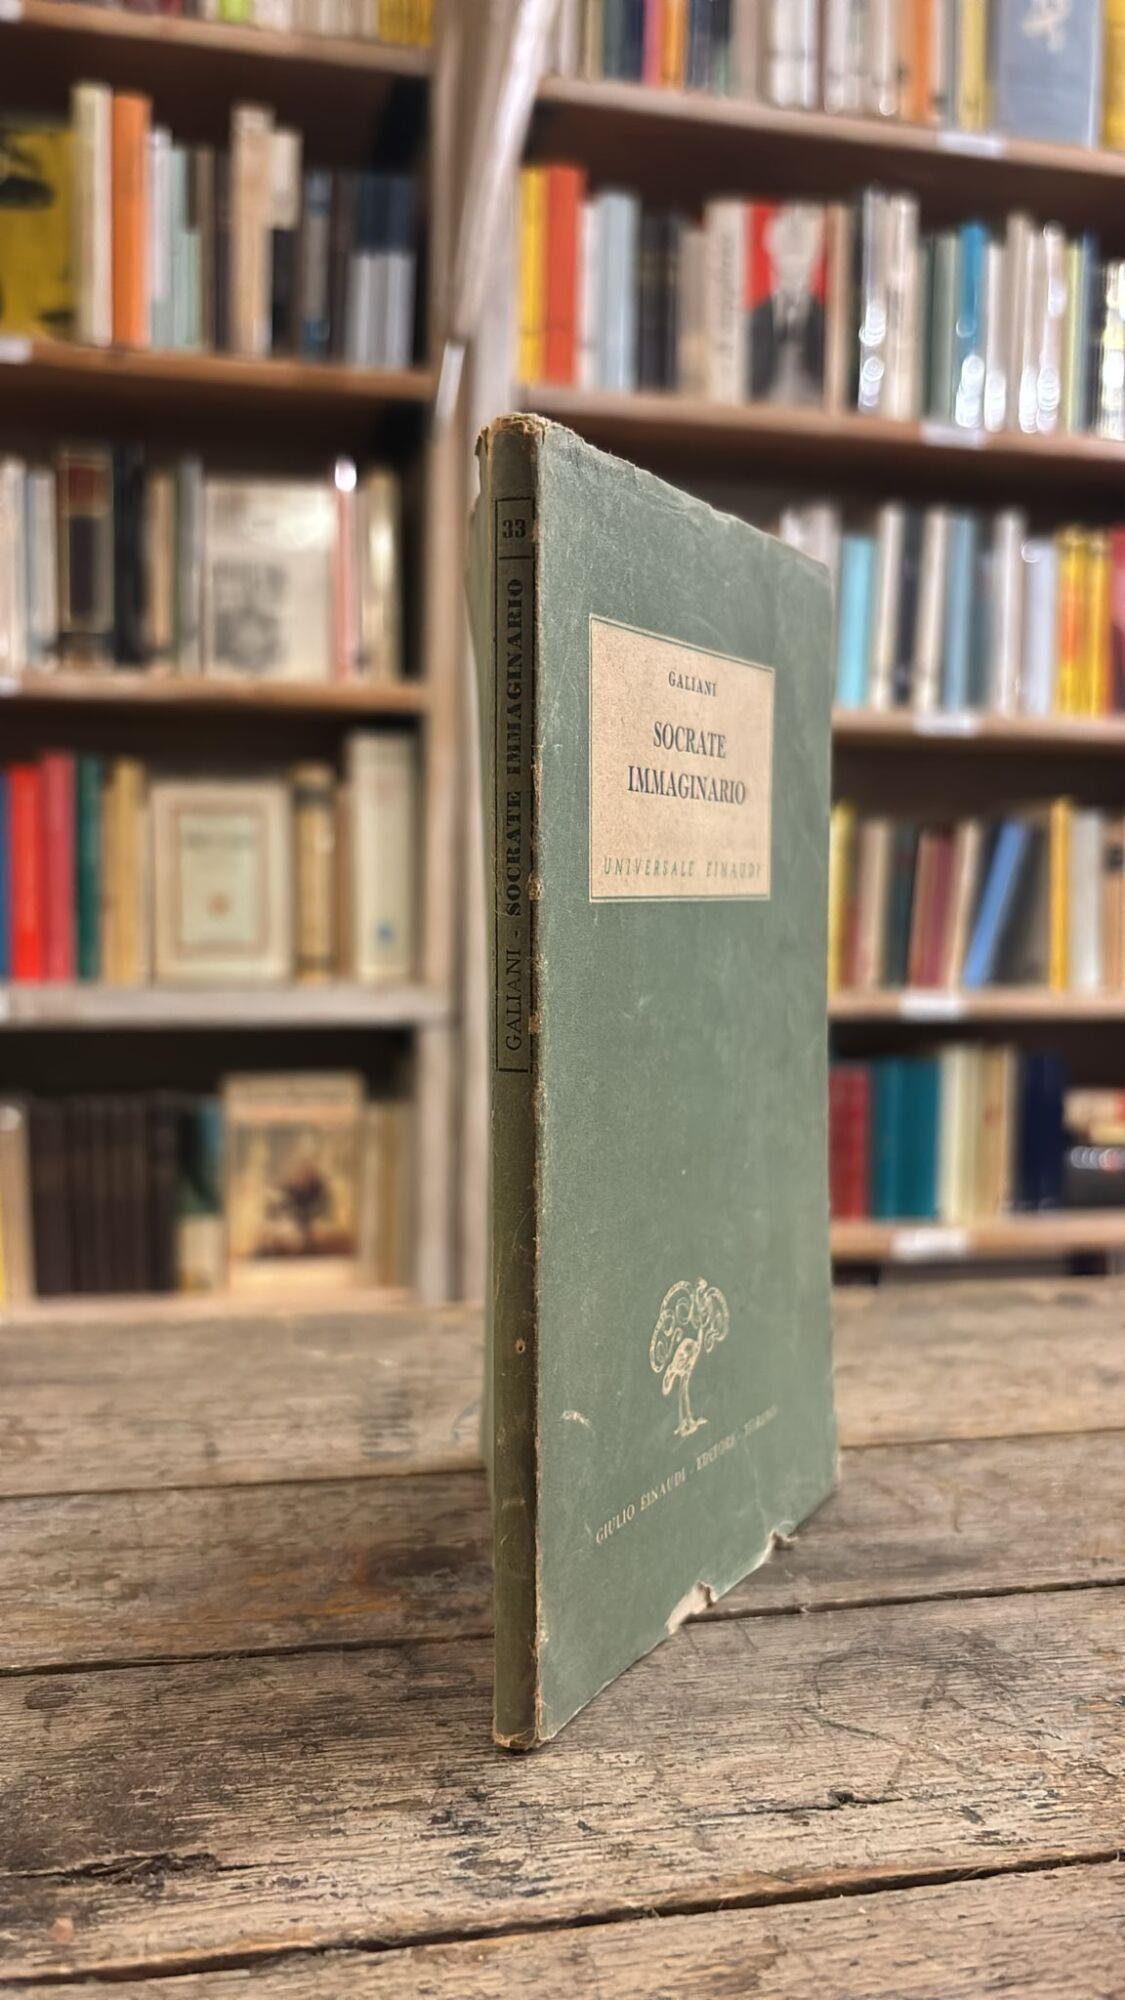 33
GALIANI - SOCRATE IMMAGINARIO
GALIANI
SOCRATE
IMMAGINARIO
UNIVERSALE EINAUDI
GIULIO EINAUDI - EDITORE - TORINO